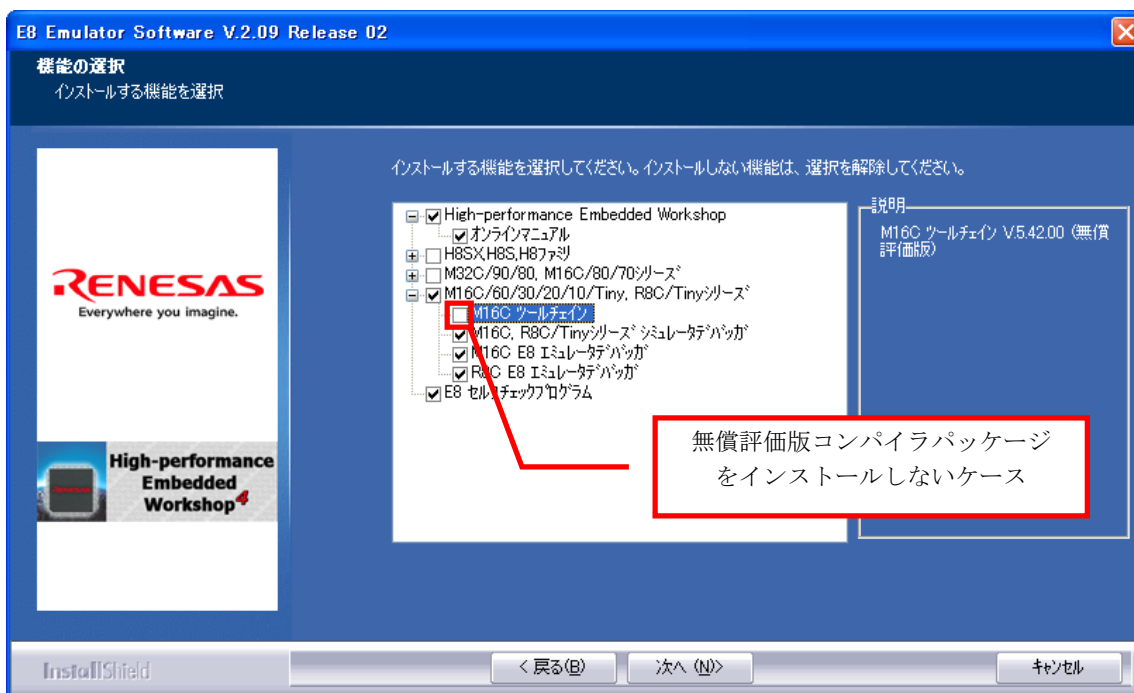 E8 Emulator Software V.2.09 Release 02
機能の選択
インストールする機能を選択
インストールする機能を選択してください。インストールしない機能は、選択を解除してください。
RENESAS
Everywhere you imagine.
High-performance
Embedded
Workshop4
High-performance Embedded Workshop
オンラインマニュアル
H8SX,H8S,H8ファミリ
M32C/90/80, M16C/80/70シリーズ
M16C/60/30/20/10/Tiny, R8C/Tinyシリーズ
M16C ツールチェイン
M16C, R8C/Tinyシリーズ シミュレータデバッガ
M16C E8 エミュレータデバッガ
R8C E8 エミュレータデバッガ
E8 セルフチェックプログラム
説明
M16C ツールチェイン V.5.42.00 (無償
評価版)
無償評価版コンパイラパッケージ
をインストールしないケース
InstallShield
< 戻る(B)
次へ (N)>
キャンセル